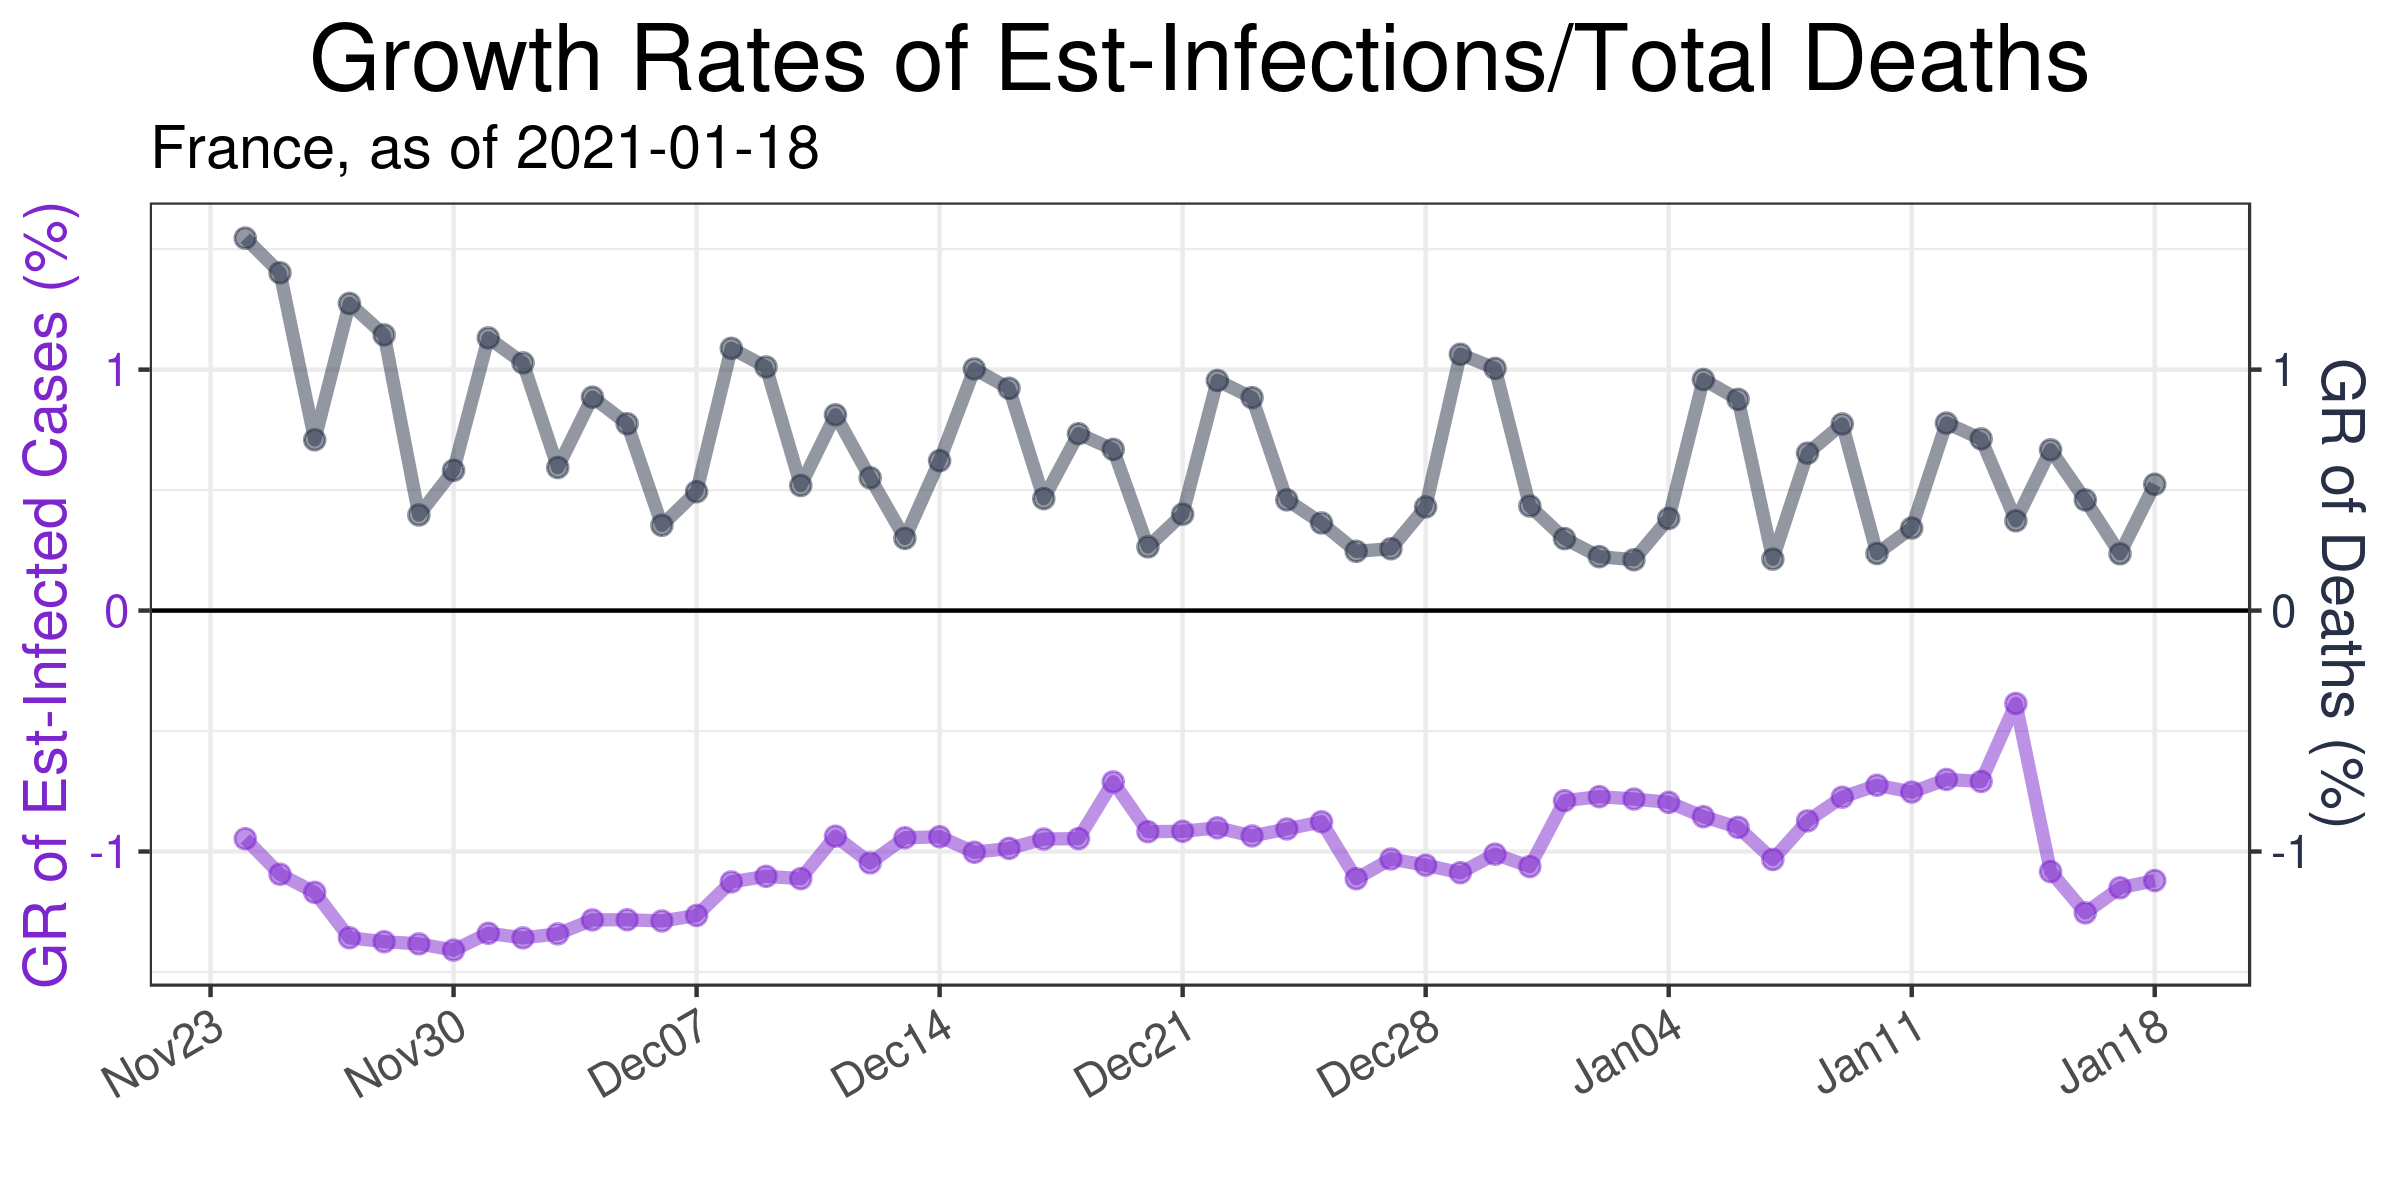 Growth Rates of Est-Infections/Total Deaths
France, as of 2021-01-18
GR of Est-Infected Cases (%)
1
0
-1
1
0
-1
GR of Deaths (%)
Nov23
Nov30
Dec07
Dec14
Dec21
Dec28
Jan04
Jan11
Jan18